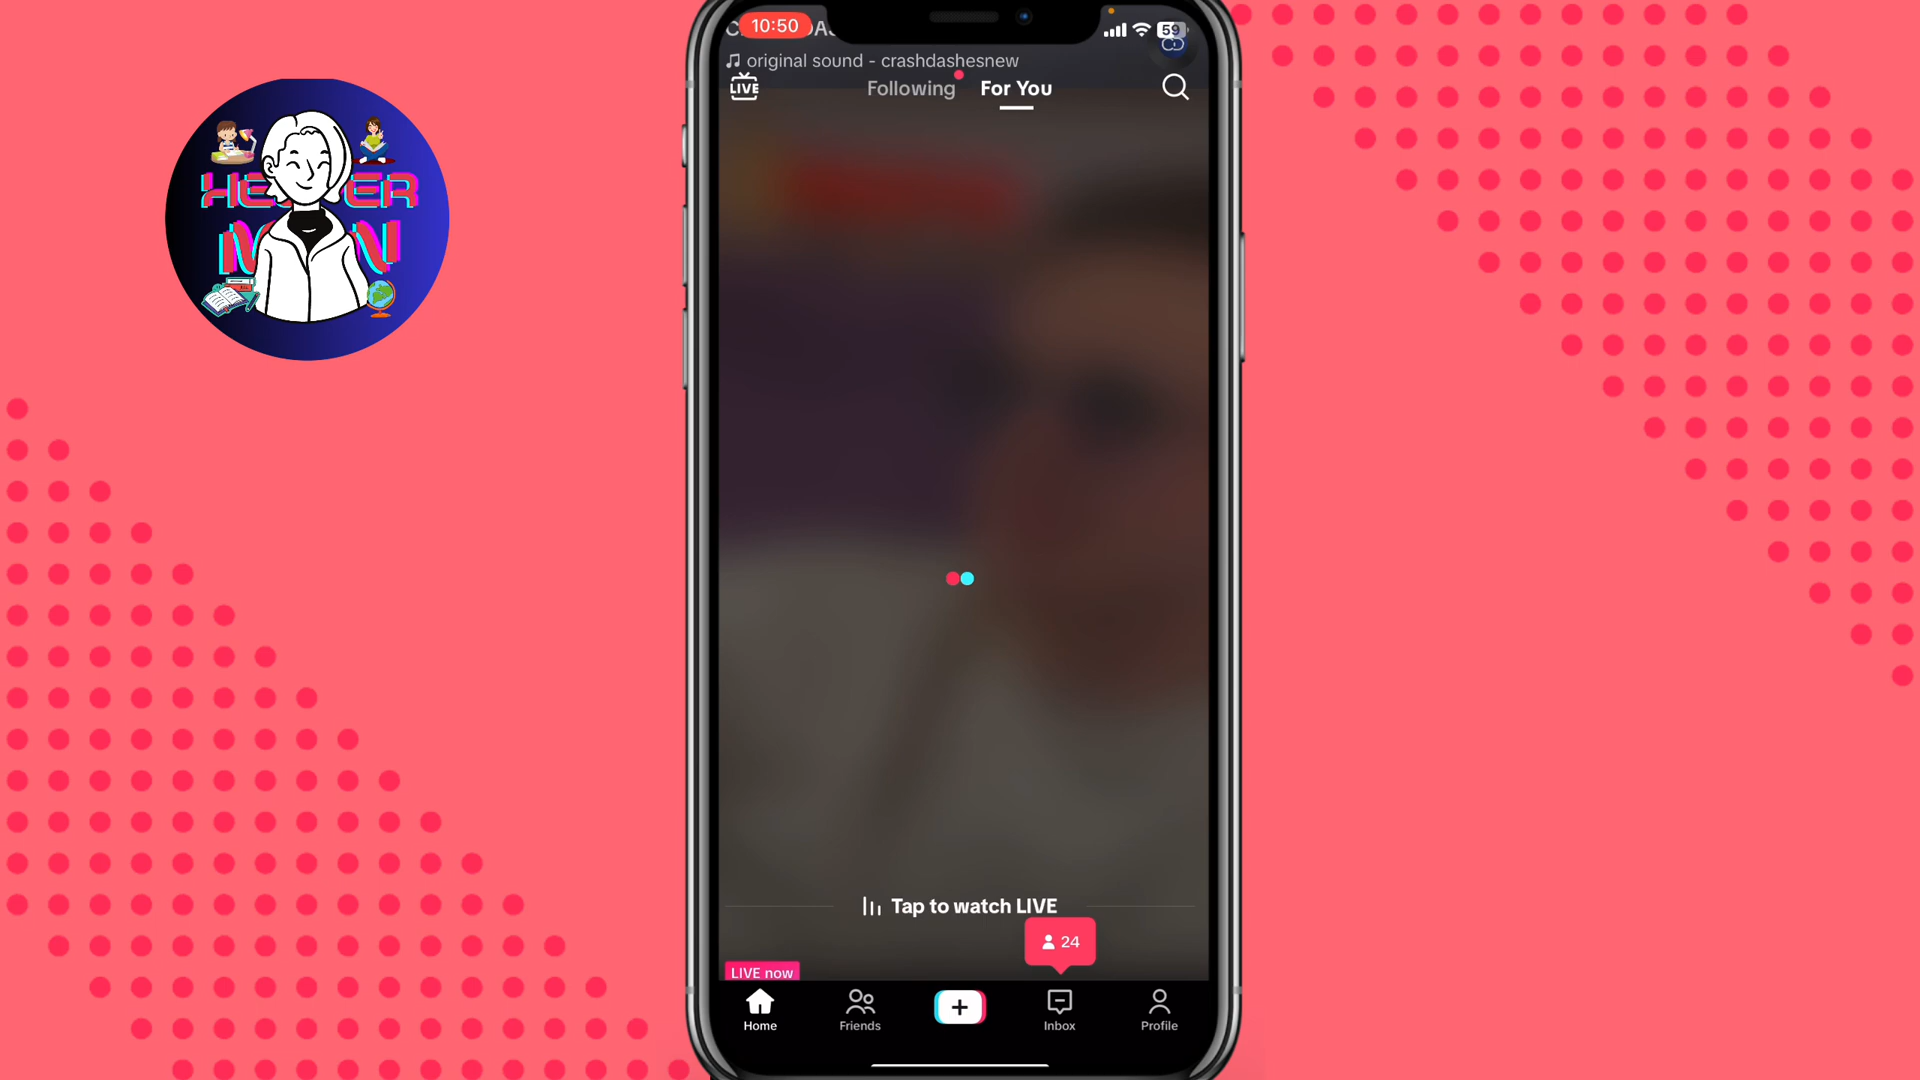 10:50
59
original sound - crashdashesnew
LIVE
Following
For You
Tap to watch LIVE
24
LIVE now
Home
Friends
Inbox
Profile